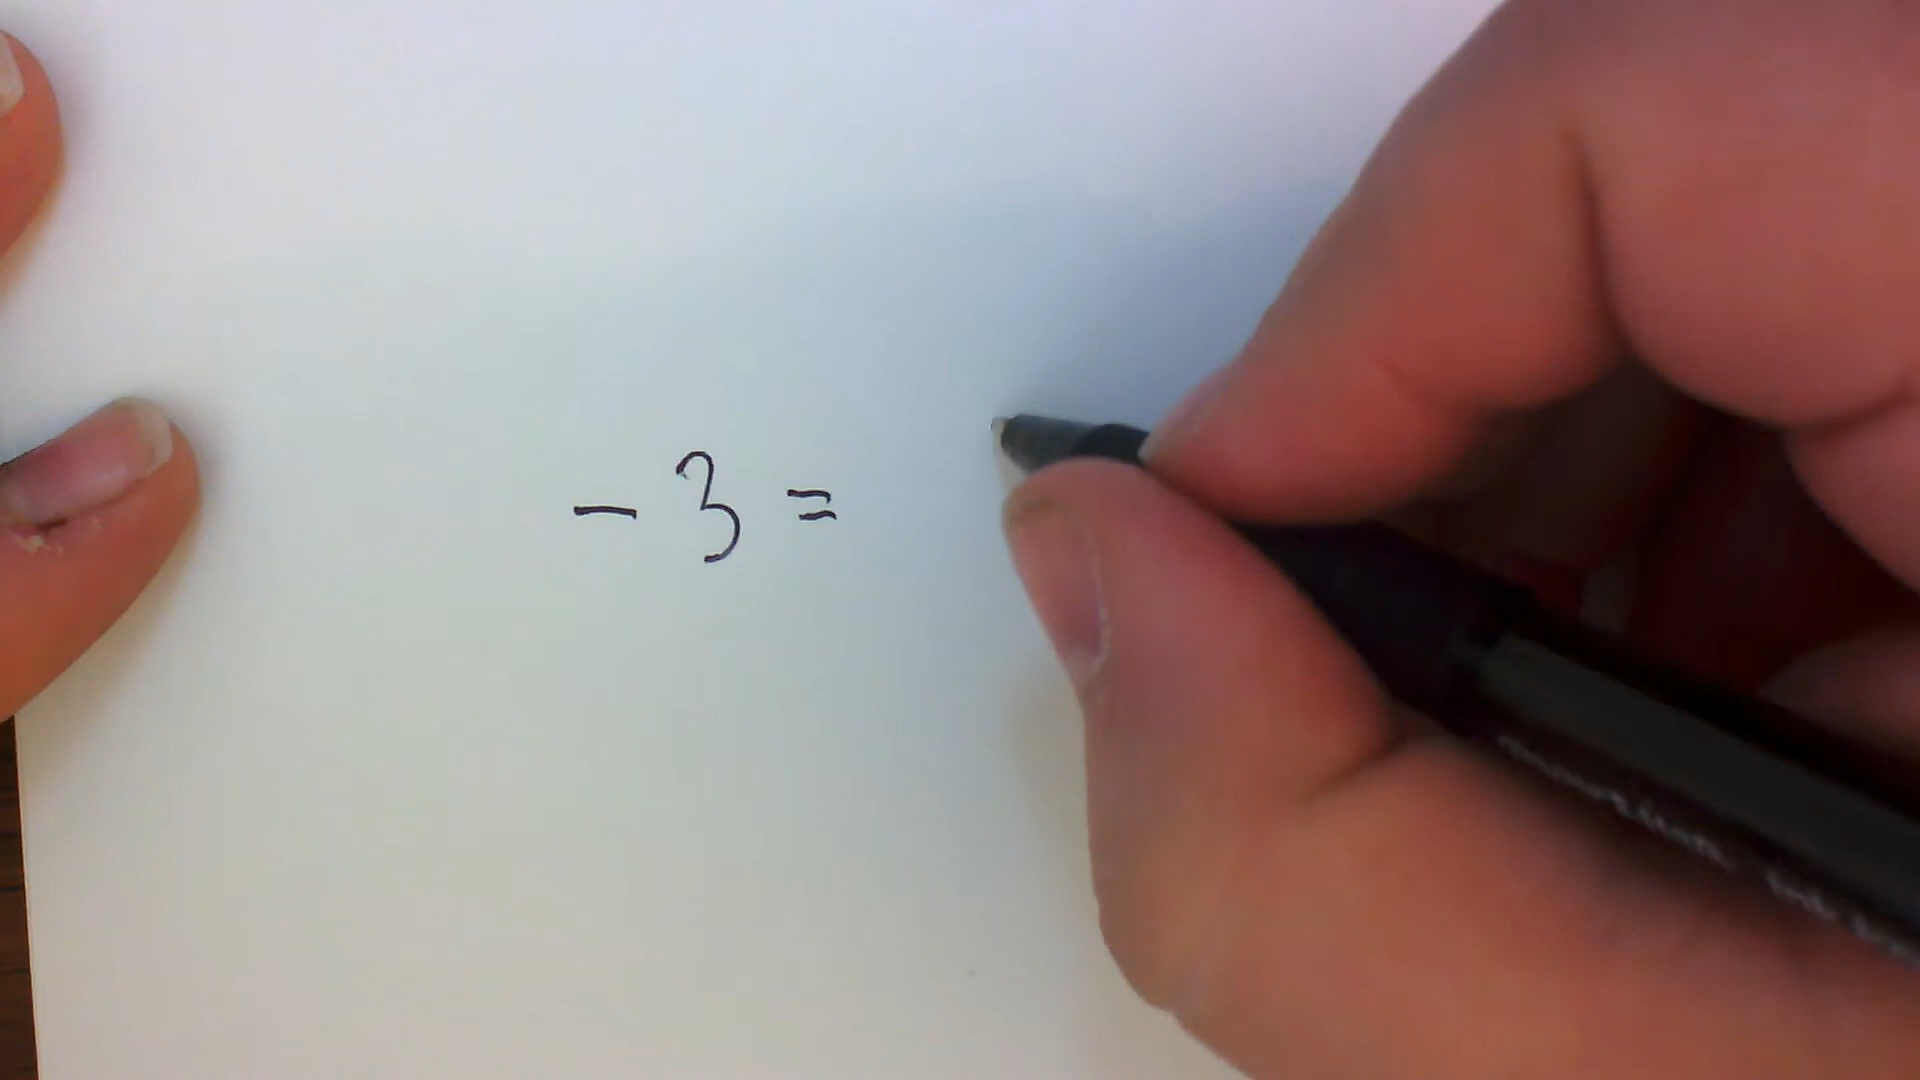 - 3 =